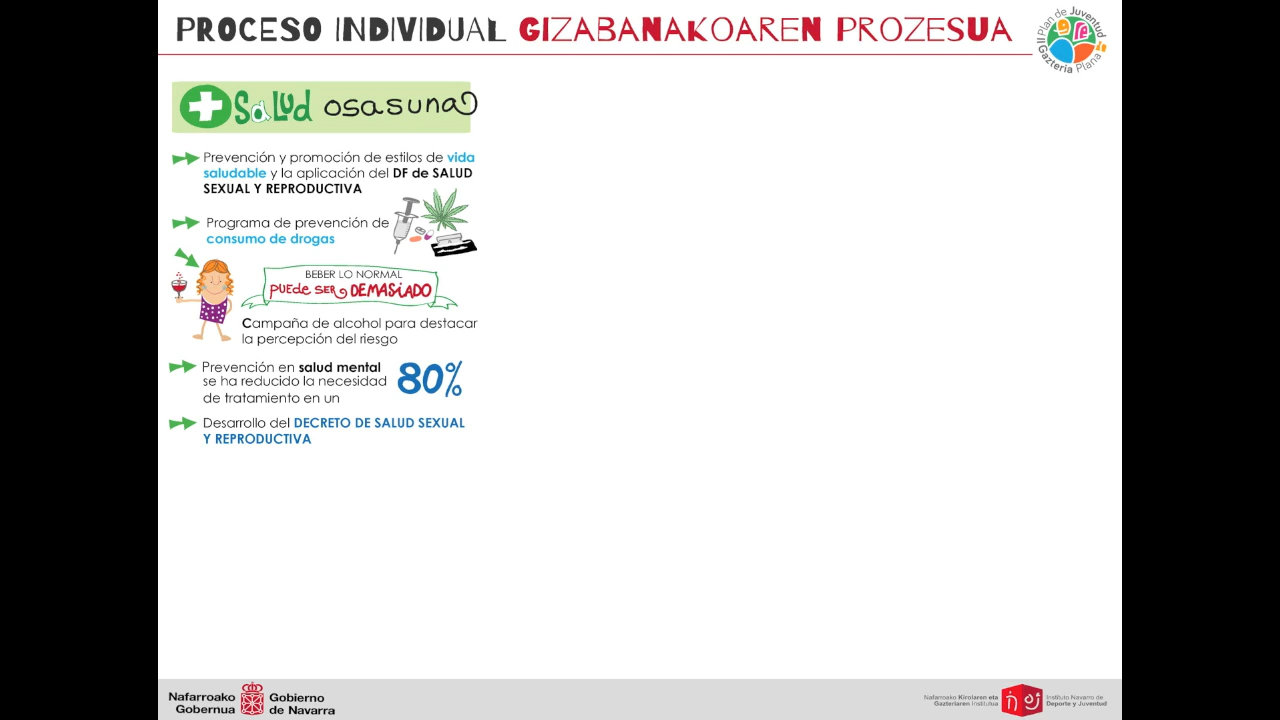 PROCESO INDIVIDUAL GIZABANAKOAREN PROZESUA
II Plan de Juventud
Gazteria Plana
Salud osasuna
Prevención y promoción de estilos de vida
saludable y la aplicación del DF de SALUD
SEXUAL Y REPRODUCTIVA
Programa de prevención de
consumo de drogas
BEBER LO NORMAL
PUEDE SER DEMASIADO
Campaña de alcohol para destacar
la percepción del riesgo
Prevención en salud mental
se ha reducido la necesidad
de tratamiento en un
80%
Desarrollo del DECRETO DE SALUD SEXUAL
Y REPRODUCTIVA
Nafarroako
Gobernua
Gobierno
de Navarra
Nafarroako Kirolaren eta
Gazteriaren Institutua
Instituto Navarro de
Deporte y Juventud